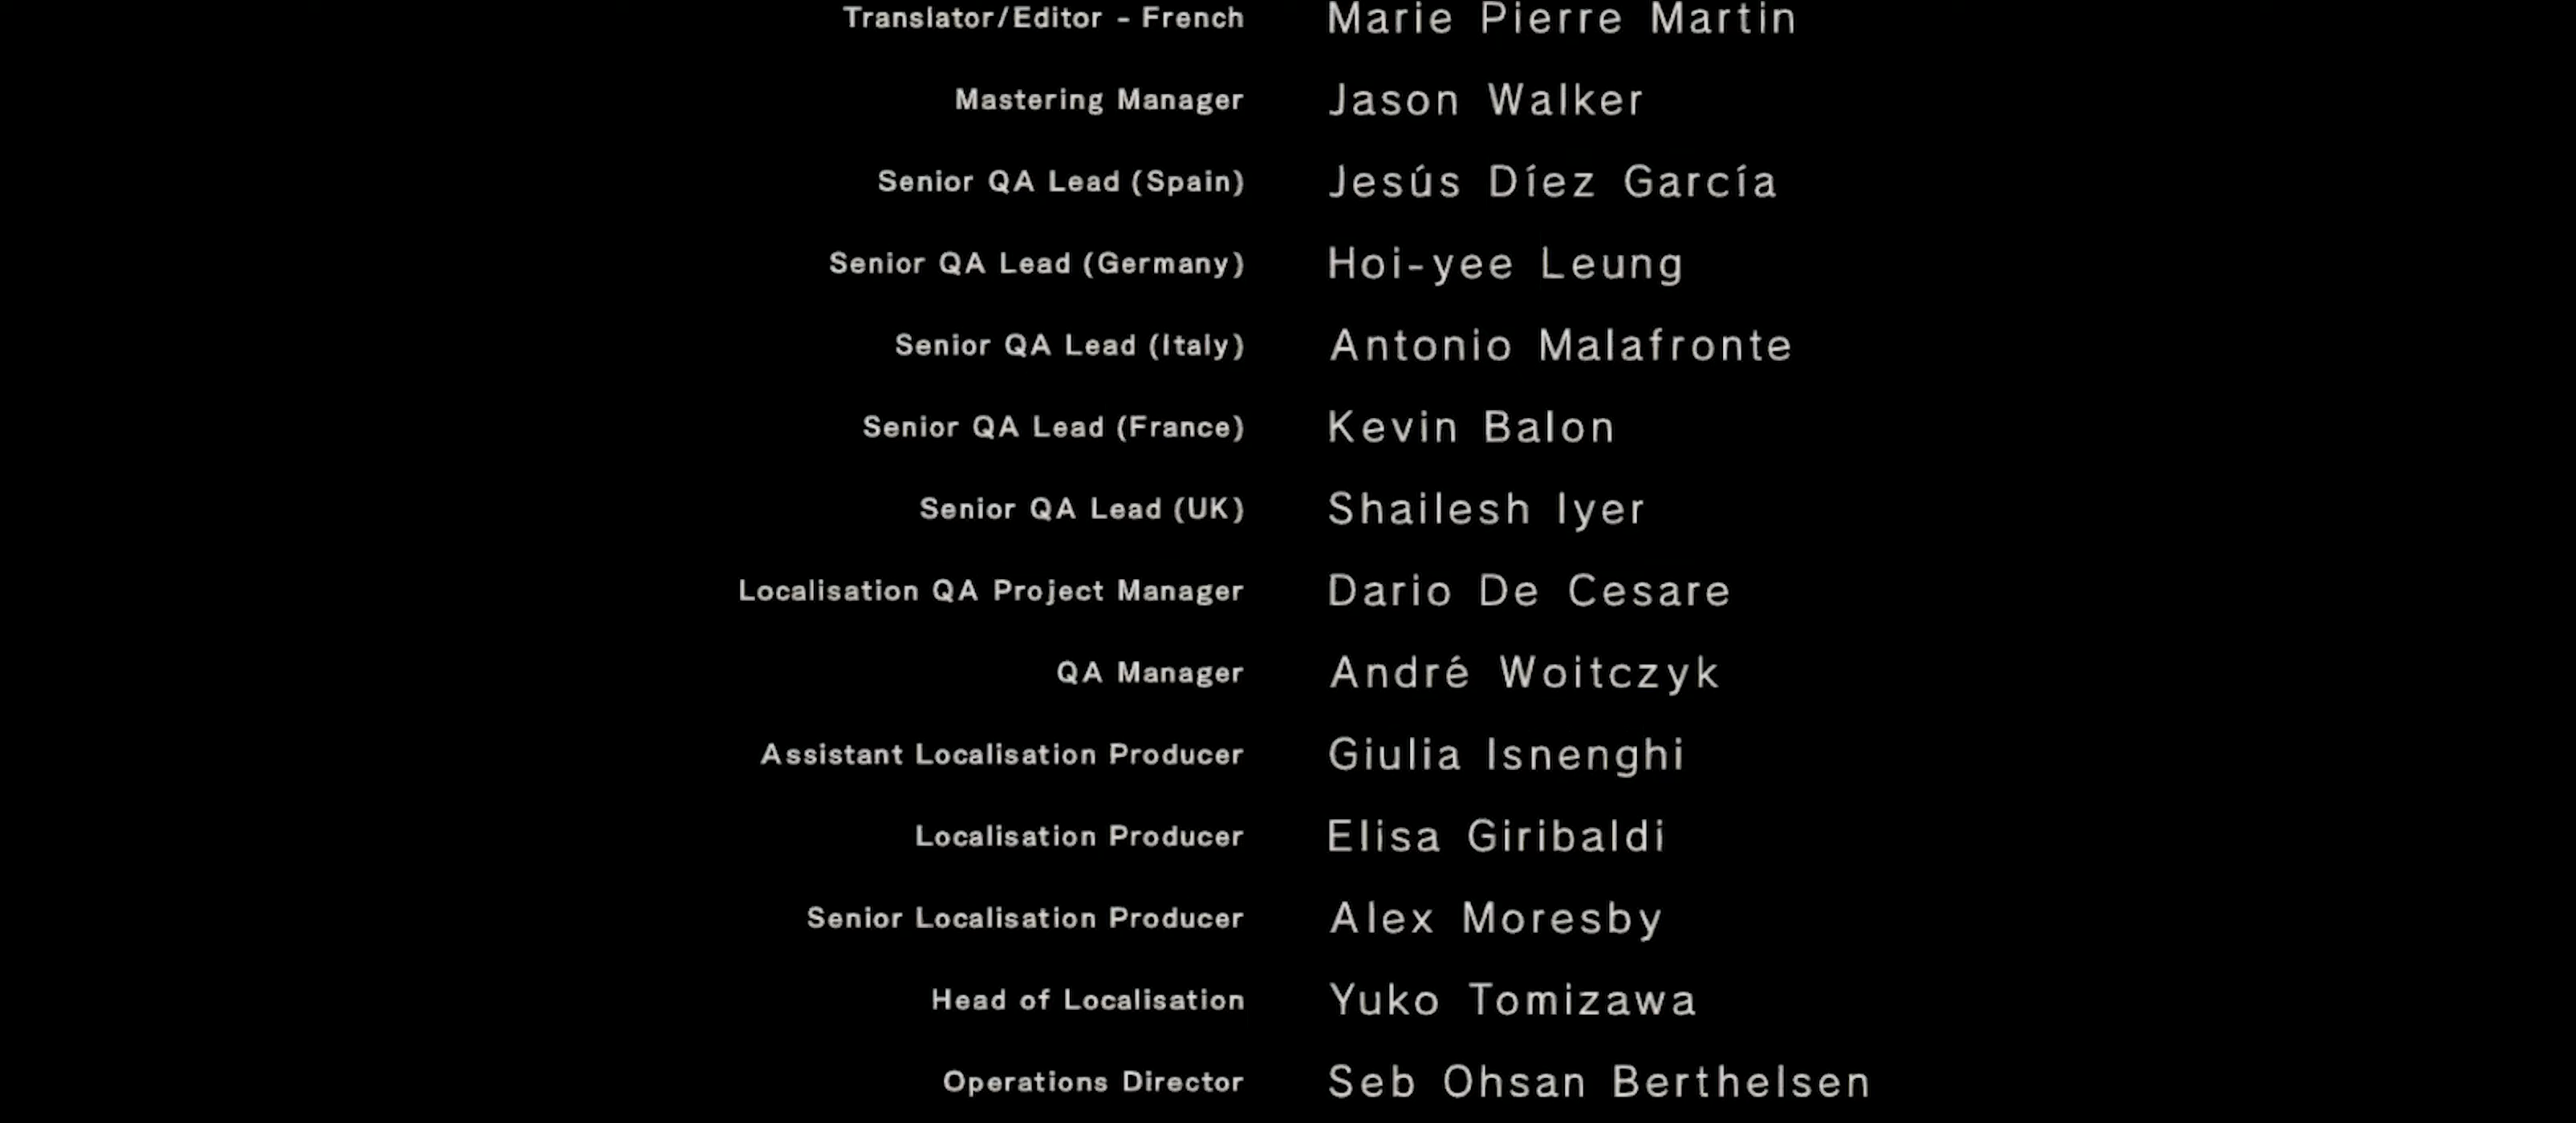 Translator/Editor - French Marie Pierre Martin
Mastering Manager Jason Walker
Senior QA Lead (Spain) Jesús Díez García
Senior QA Lead (Germany) Hoi-yee Leung
Senior QA Lead (Italy) Antonio Malafronte
Senior QA Lead (France) Kevin Balon
Senior QA Lead (UK) Shailesh Iyer
Localisation QA Project Manager Dario De Cesare
QA Manager André Woitczyk
Assistant Localisation Producer Giulia Isnenghi
Localisation Producer Elisa Giribaldi
Senior Localisation Producer Alex Moresby
Head of Localisation Yuko Tomizawa
Operations Director Seb Ohsan Berthelsen